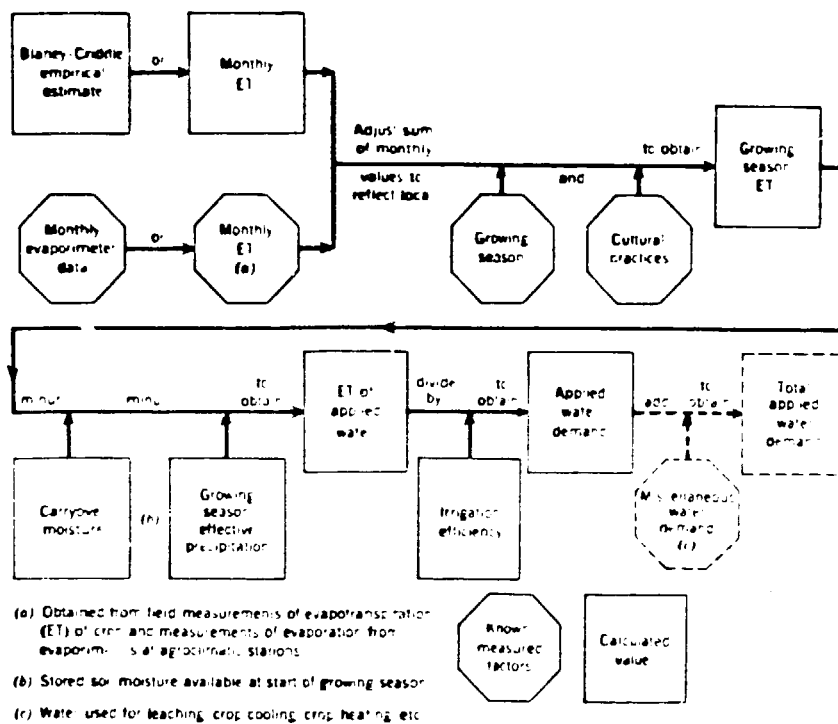 Blaney-Criddle
empirical
estimate
or
Monthly
ET
Adjust sum
of monthly
values to
reflect loca
Monthly
evaporimeter
data
or
Monthly
ET
(a)
Growing
season
and
Cultural
practices
to obtain
Growing
season
ET
minu
Carryove
moisture
(b)
minu
Growing
season
effective
precipitation
to
obtain
ET of
applied
water
divide
by
Irrigation
efficiency
to
obtain
Applied
water
demand
add
Miscellaneous
water
demand
(c)
to
obtain
Total
applied
water
demand
(a) Obtained from field measurements of evapotranspiration
(ET) of crop and measurements of evaporation from
at agroclimatic stations
(b) Stored soil moisture available at start of growing season
(c) Water used for leaching, crop cooling, crop heating, etc
Known
measured
factors
Calculated
value